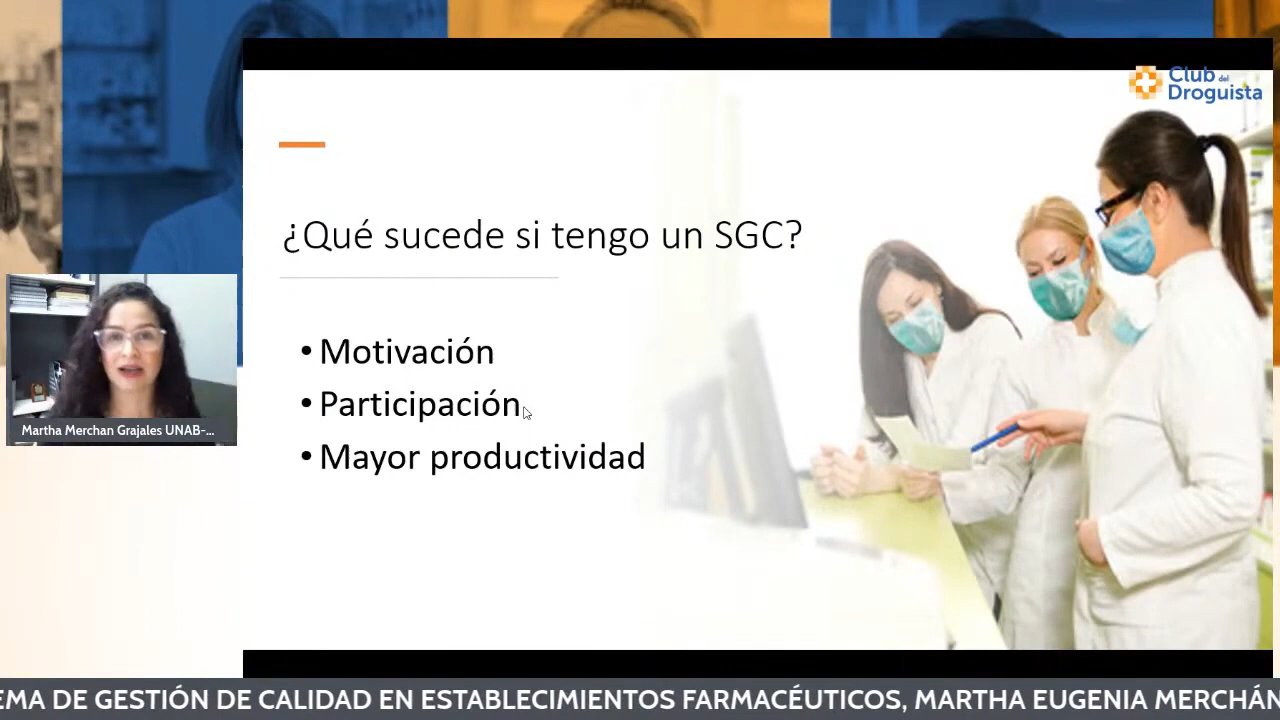 Club del
Droguista
¿Qué sucede si tengo un SGC?
• Motivación
• Participación
• Mayor productividad
Martha Merchan Grajales UNAB-...
EMA DE GESTIÓN DE CALIDAD EN ESTABLECIMIENTOS FARMACÉUTICOS, MARTHA EUGENIA MERCHÁN